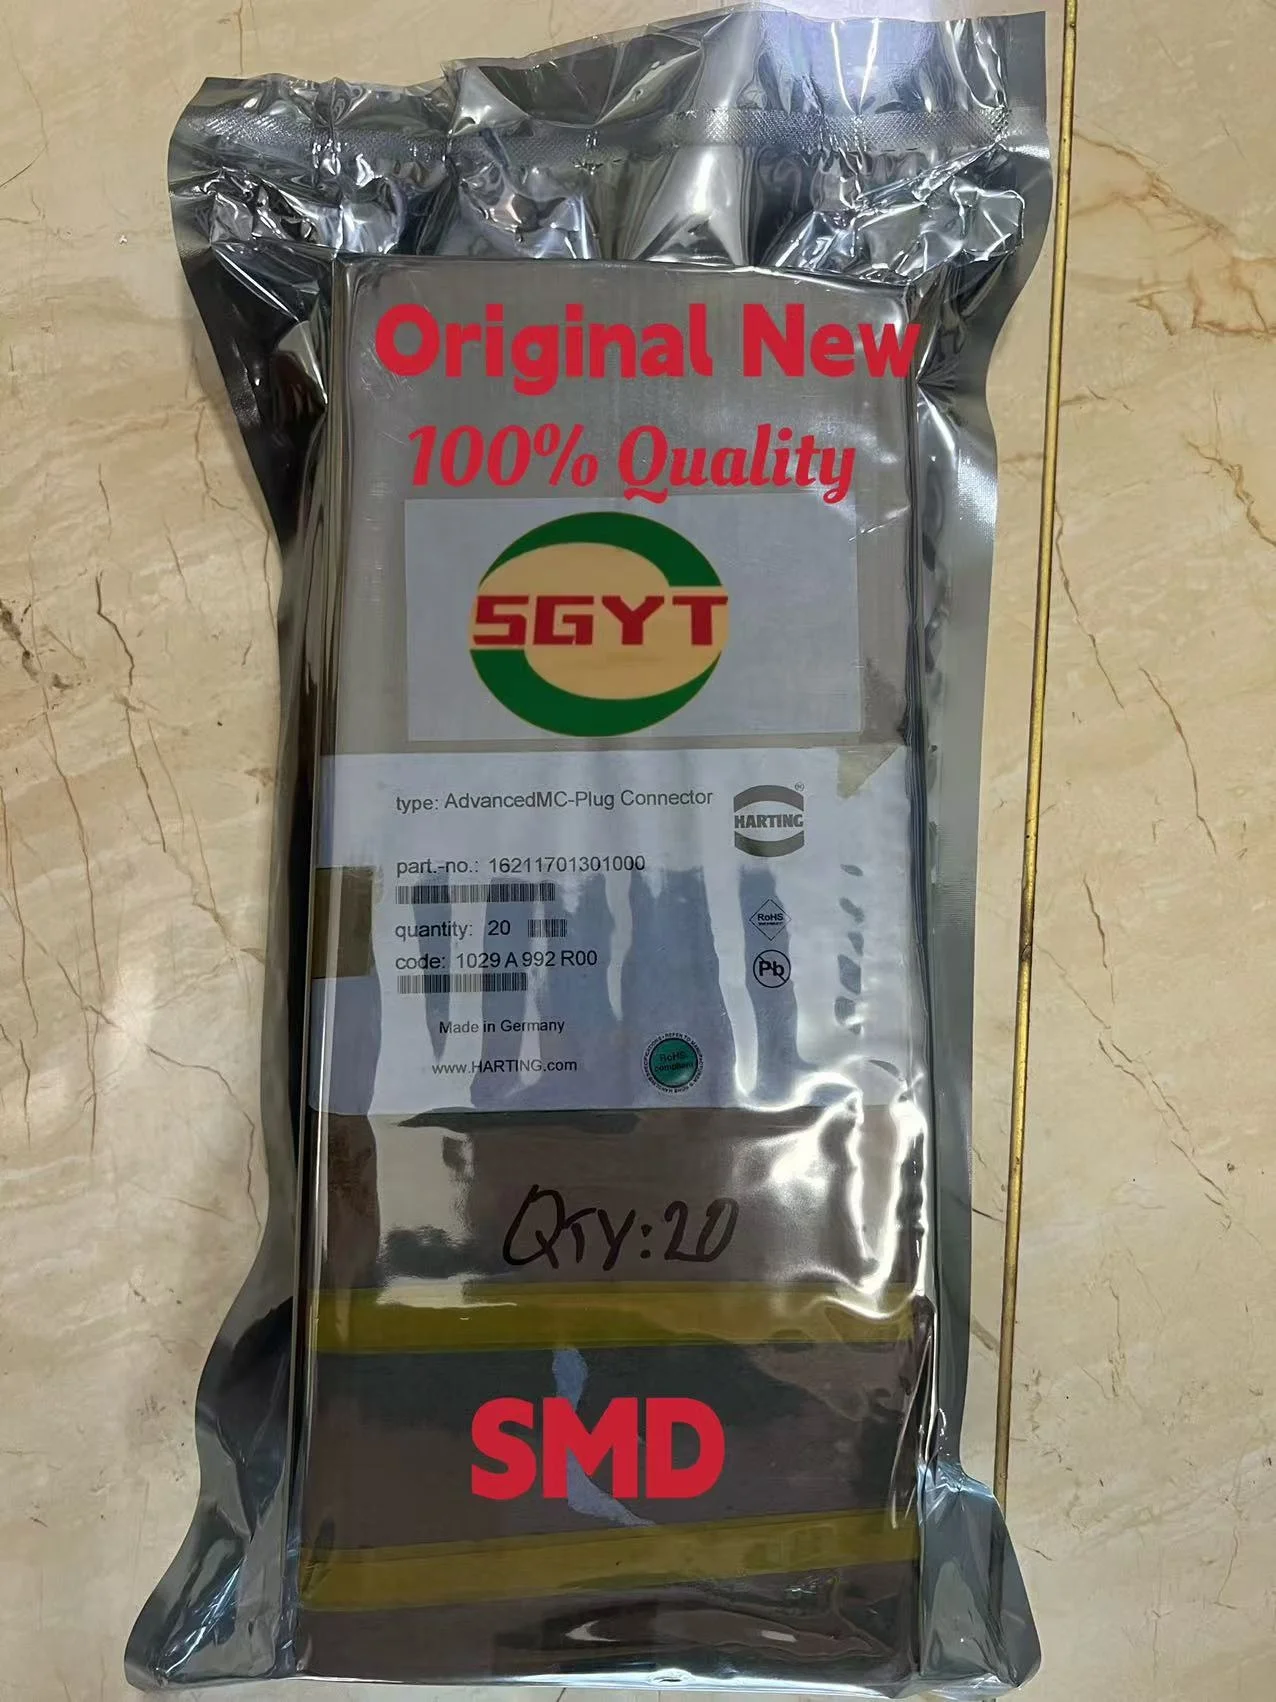 Original New
100% Quality
SGYT
type: AdvancedMC-Plug Connector
HARTING
part.-no.: 16211701301000
RoHS
quantity: 20
code: 1029 A 992 R00
Pb
Made in Germany
www.HARTING.com
RoHS
compliant
QTY:20
SMD